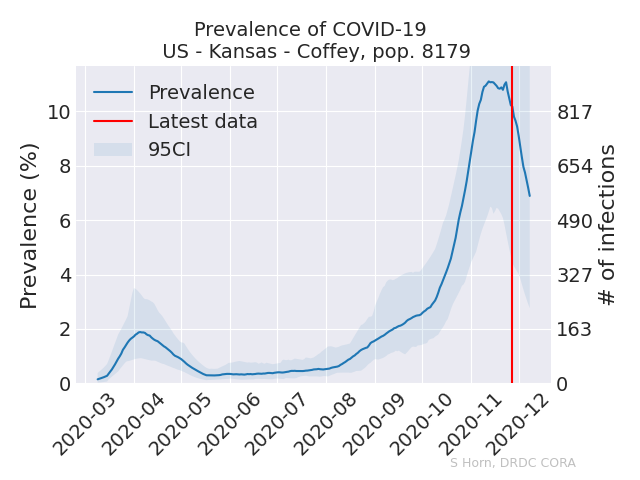 Prevalence of COVID-19
US - Kansas - Coffey, pop. 8179
Prevalence
Latest data
95CI
Prevalence (%)
10
8
6
4
2
0
817
654
490
327
163
0
# of infections
2020-03
2020-04
2020-05
2020-06
2020-07
2020-08
2020-09
2020-10
2020-11
2020-12
S Horn, DRDC CORA